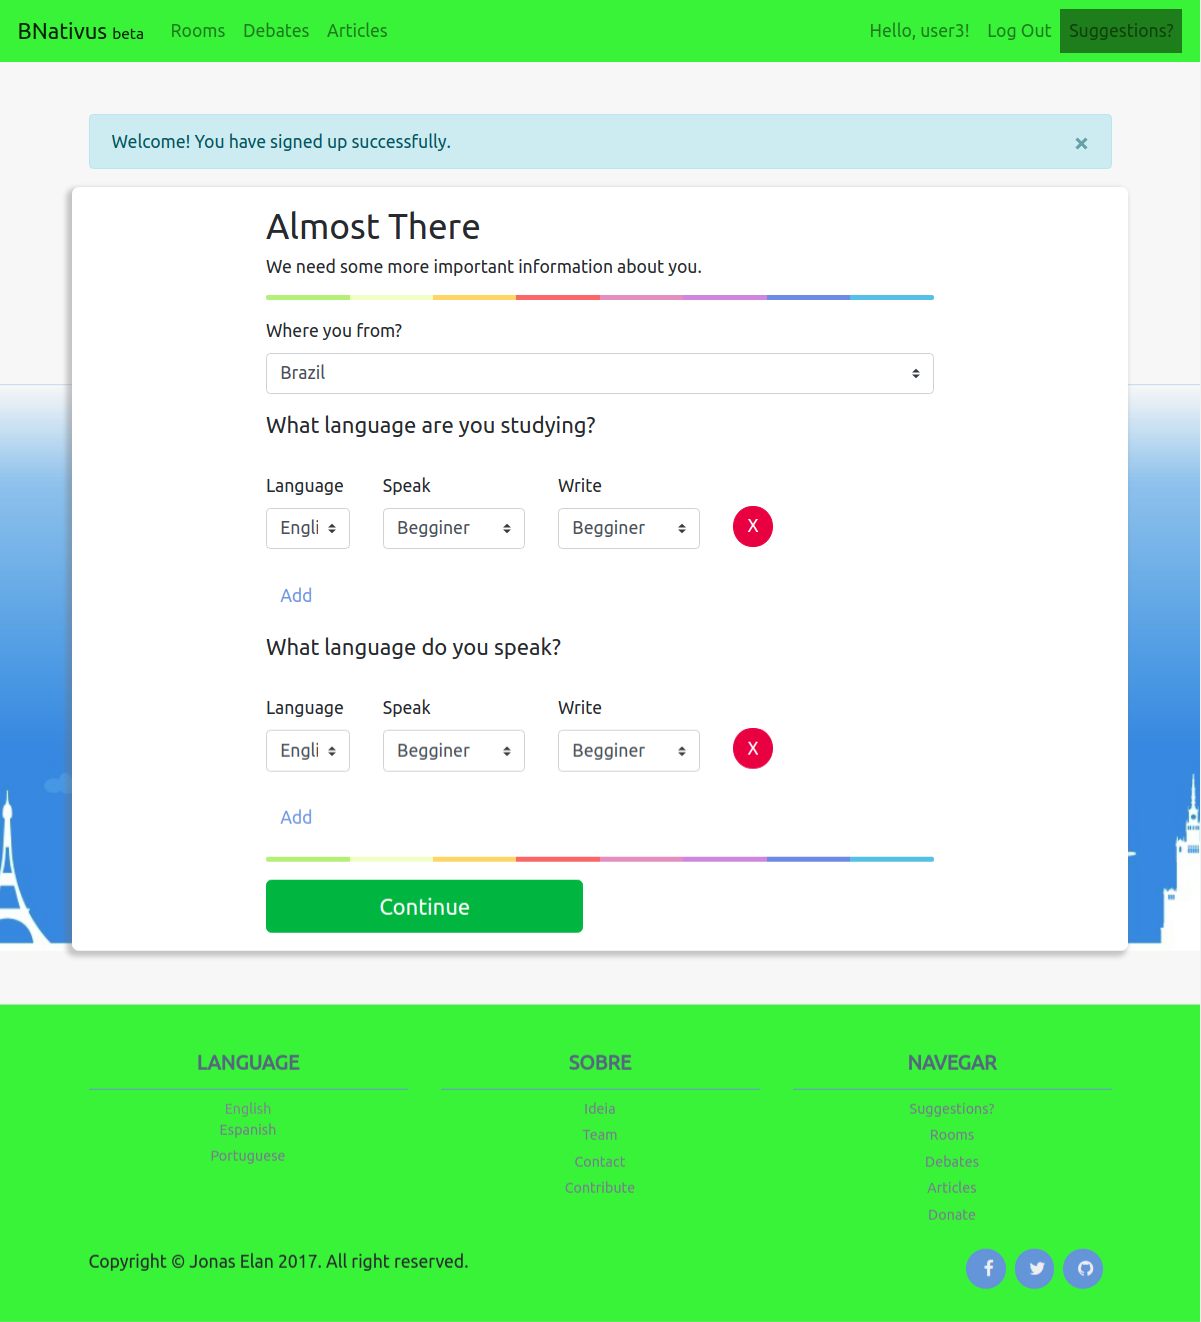 BNativus beta Rooms Debates Articles Hello, user3! Log Out Suggestions?
Welcome! You have signed up successfully. ×
Almost There
We need some more important information about you.
Where you from?
Brazil
What language are you studying?
Language Speak Write
Engli Begginer Begginer X
Add
What language do you speak?
Language Speak Write
Engli Begginer Begginer X
Add
Continue
LANGUAGE
English
Espanish
Portuguese
SOBRE
Ideia
Team
Contact
Contribute
NAVEGAR
Suggestions?
Rooms
Debates
Articles
Donate
Copyright © Jonas Elan 2017. All right reserved.